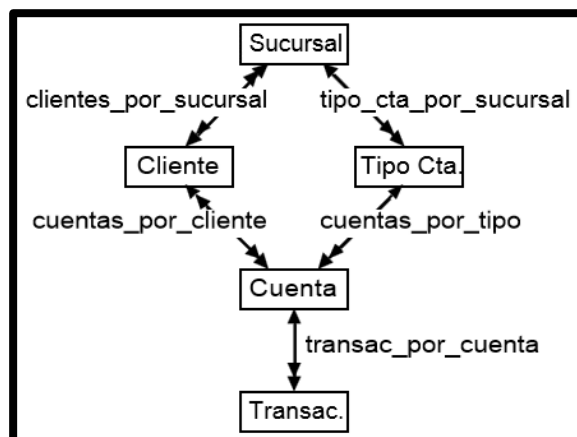 Sucursal
clientes_por_sucursal
tipo_cta_por_sucursal
Cliente
Tipo Cta.
cuentas_por_cliente
cuentas_por_tipo
Cuenta
transac_por_cuenta
Transac.